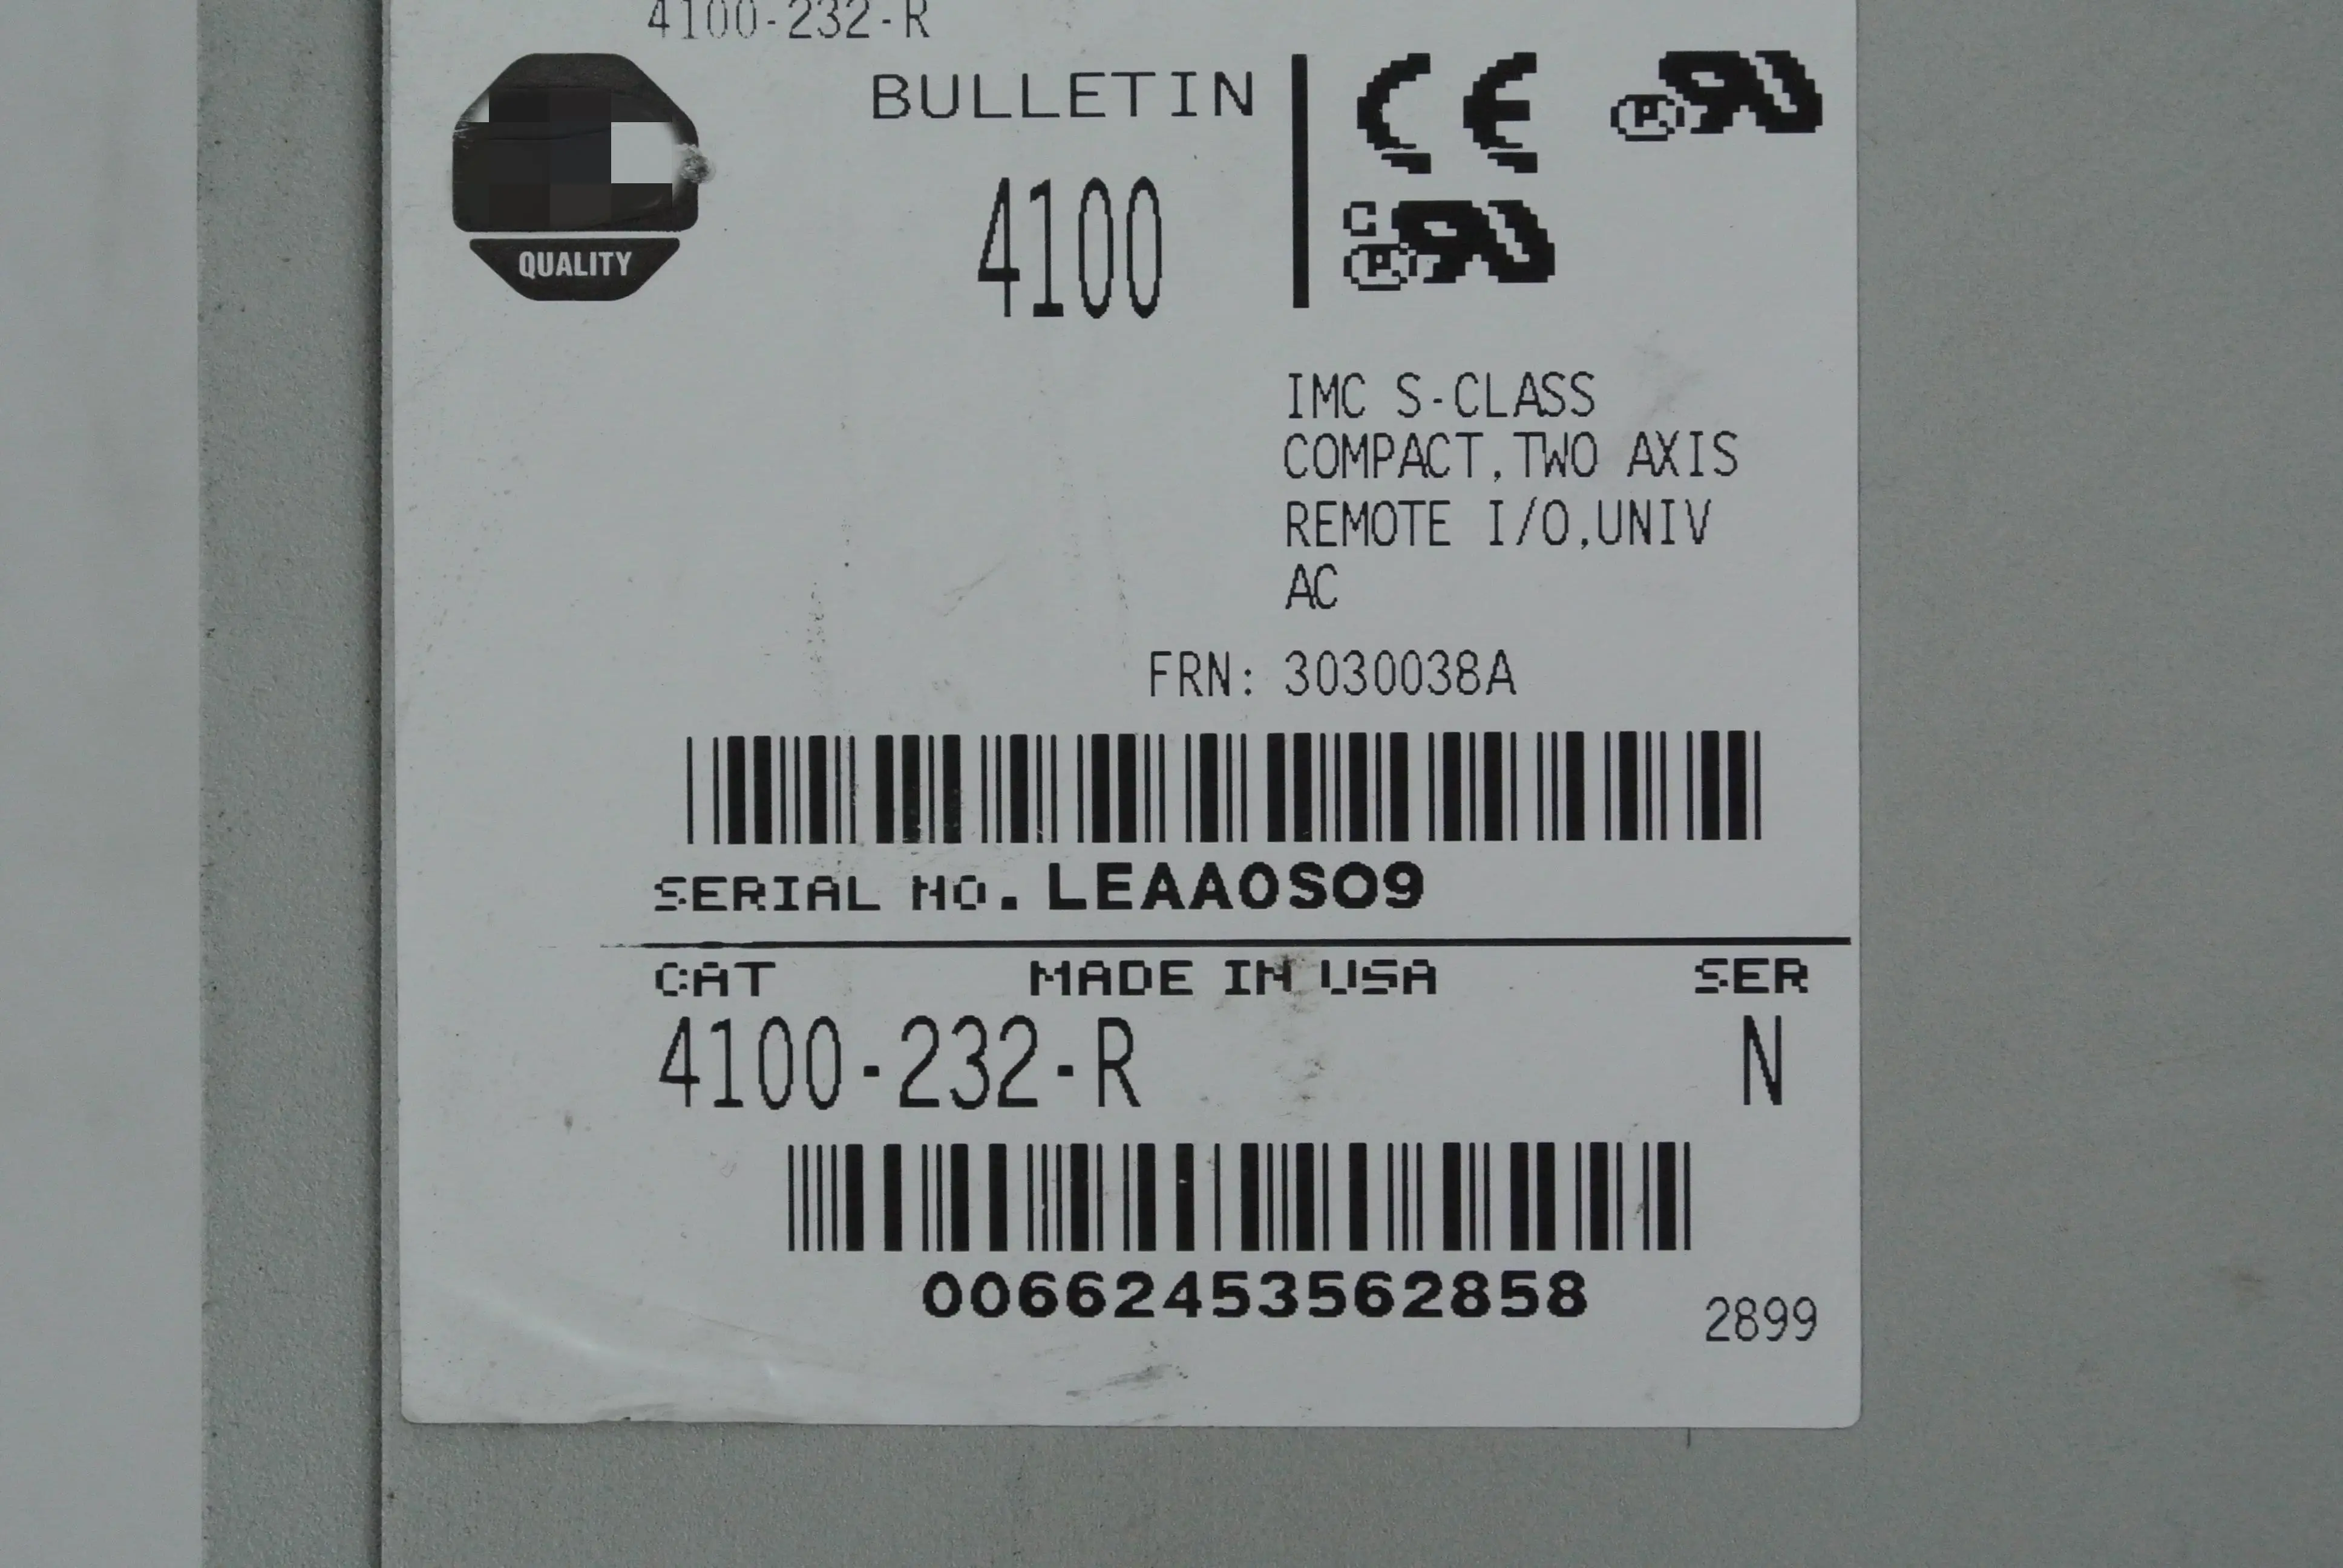 4100-232-R
BULLETIN
4100
CE
QUALITY
IMC S-CLASS
COMPACT,TWO AXIS
REMOTE I/O,UNIV
AC
FRN: 3030038A
SERIAL NO. LEAA0S09
CAT MADE IN USA SER
4100-232-R N
00662453562858
2899